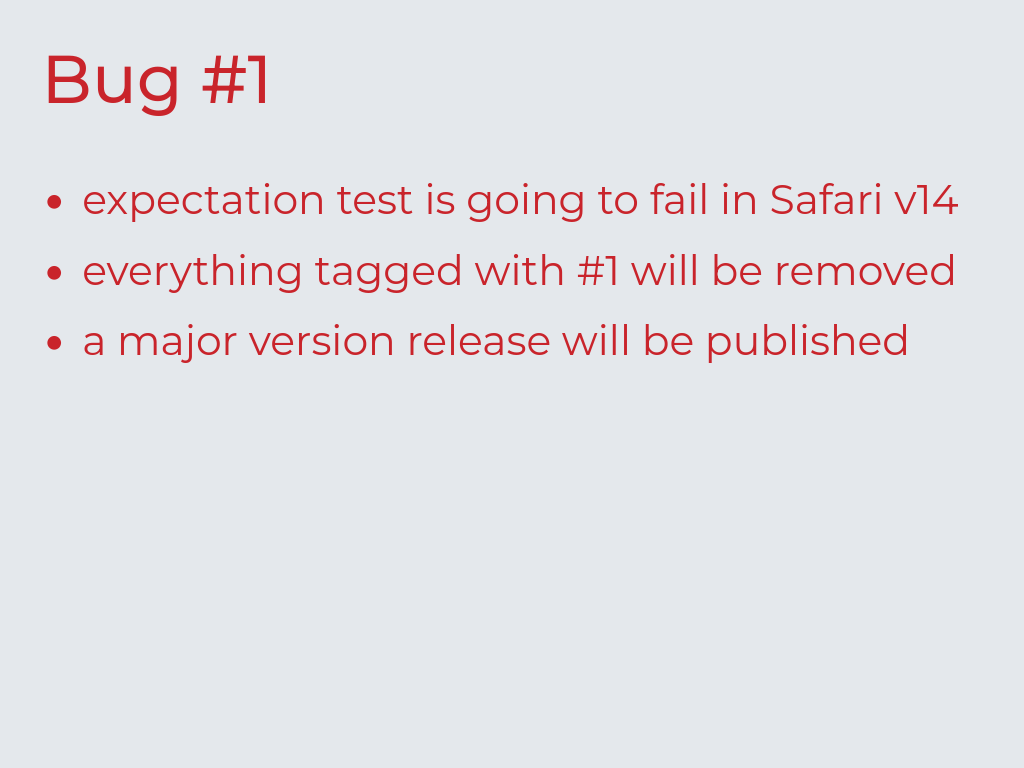 Bug #1
• expectation test is going to fail in Safari v14
• everything tagged with #1 will be removed
• a major version release will be published